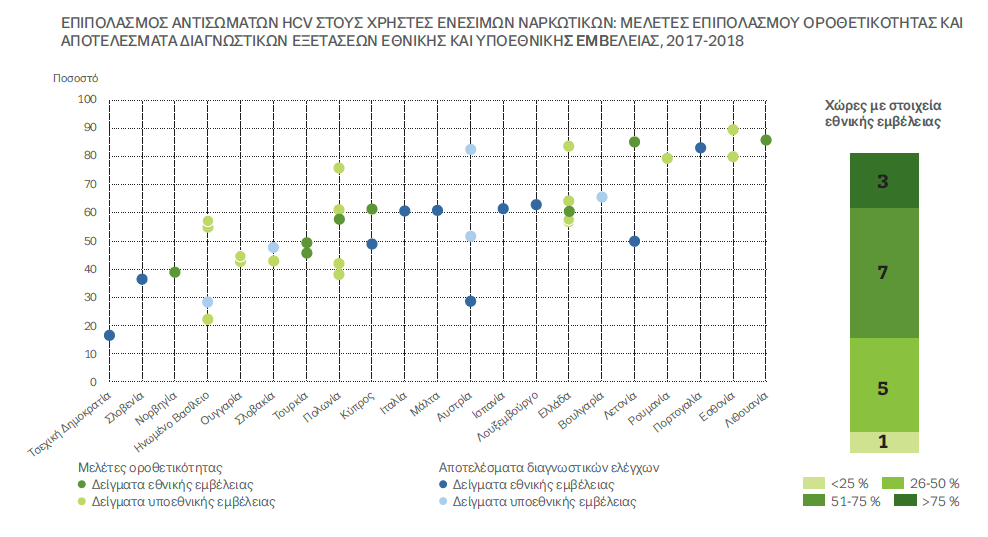 ΕΠΙΠΟΛΑΣΜΟΣ ΑΝΤΙΣΩΜΑΤΩΝ HCV ΣΤΟΥΣ ΧΡΗΣΤΕΣ ΕΝΕΣΙΜΩΝ ΝΑΡΚΩΤΙΚΩΝ: ΜΕΛΕΤΕΣ ΕΠΙΠΟΛΑΣΜΟΥ ΟΡΟΘΕΤΙΚΟΤΗΤΑΣ ΚΑΙ
ΑΠΟΤΕΛΕΣΜΑΤΑ ΔΙΑΓΝΩΣΤΙΚΩΝ ΕΞΕΤΑΣΕΩΝ ΕΘΝΙΚΗΣ ΚΑΙ ΥΠΟΕΘΝΙΚΗΣ ΕΜΒΕΛΕΙΑΣ, 2017-2018
Ποσοστό
100
90
80
70
60
50
40
30
20
10
0
Τσεχική Δημοκρατία
Σλοβενία
Νορβηγία
Ηνωμένο Βασίλειο
Ουγγαρία
Σλοβακία
Τουρκία
Πολωνία
Κύπρος
Ιταλία
Μάλτα
Αυστρία
Ισπανία
Λουξεμβούργο
Ελλάδα
Βουλγαρία
Λετονία
Ρουμανία
Πορτογαλία
Εσθονία
Λιθουανία
Μελέτες οροθετικότητας
Δείγματα εθνικής εμβέλειας
Δείγματα υποεθνικής εμβέλειας
Αποτελέσματα διαγνωστικών ελέγχων
Δείγματα εθνικής εμβέλειας
Δείγματα υποεθνικής εμβέλειας
Χώρες με στοιχεία
εθνικής εμβέλειας
3
7
5
1
<25 % 26-50 %
51-75 % >75 %